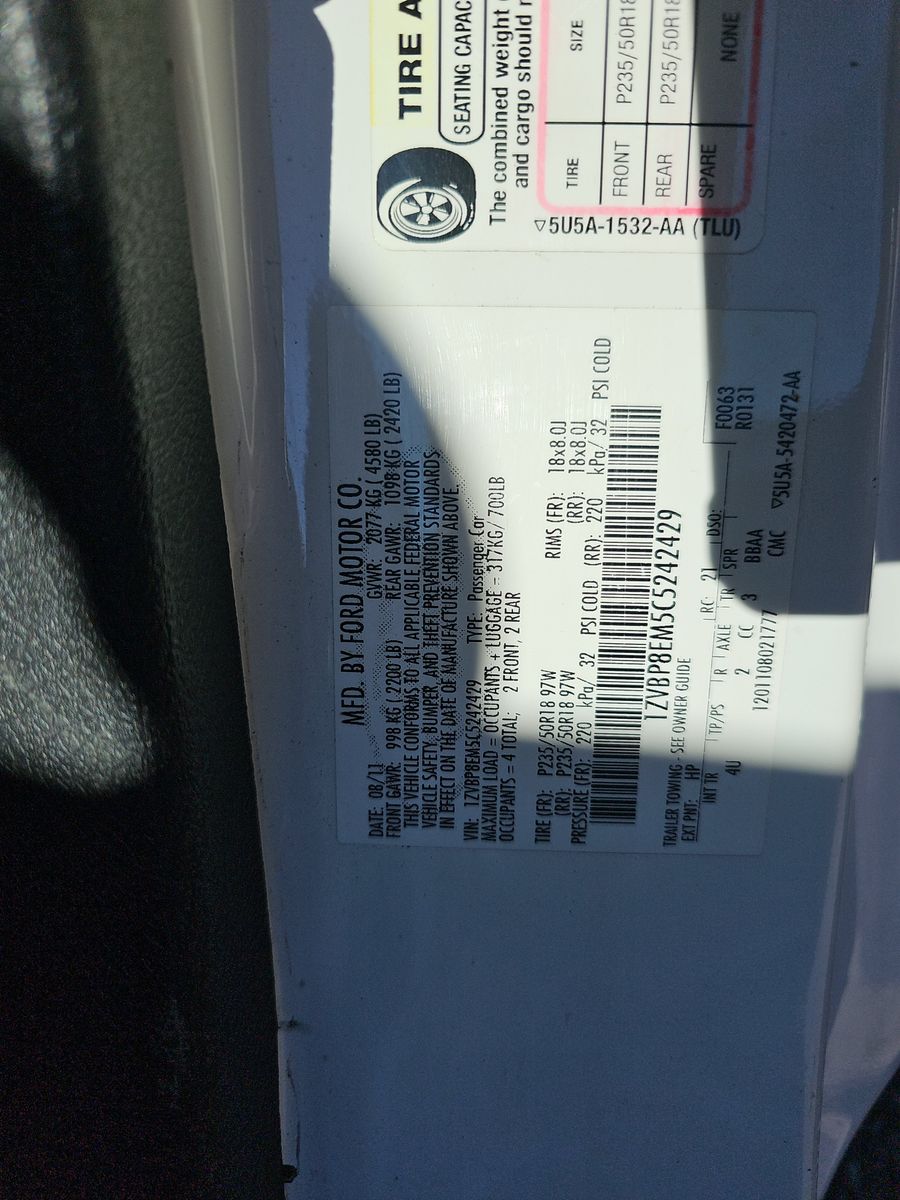 MFD. BY FORD MOTOR CO.
DATE: 08/11 GVWR: 2077 KG ( 4580 LB)
FRONT GAWR: 998 KG ( 2200 LB) REAR GAWR: 1098 KG ( 2420 LB)
THIS VEHICLE CONFORMS TO ALL APPLICABLE FEDERAL MOTOR
VEHICLE SAFETY, BUMPER, AND THEFT PREVENTION STANDARDS
IN EFFECT ON THE DATE OF MANUFACTURE SHOWN ABOVE.
VIN: 1ZVBP8EM5C5242429 TYPE: Passenger Car
MAXIMUM LOAD = OCCUPANTS + LUGGAGE = 317KG / 700LB
OCCUPANTS = 4 TOTAL; 2 FRONT, 2 REAR
TIRE (FR): P235/50R18 97W RIMS (FR): 18x8.0J
(RR): P235/50R18 97W (RR): 18x8.0J
PRESSURE (FR): 220 kPa/ 32 PSI COLD (RR): 220 kPa/ 32 PSI COLD
1ZVBP8EM5C5242429
TRAILER TOWING - SEE OWNER GUIDE
EXT PNT: HP RC: 21 DSO: F0063
INT TR TP/PS R AXLE TR SPR R0131
4U 2 CC 3 BBAA
CMC
12011080217​77 ▽5U5A-5420472-AA
TIRE A
SEATING CAPAC
The combined weight
and cargo should
TIRE SIZE
FRONT P235/50R18
REAR P235/50R18
SPARE NONE
▽5U5A-1532-AA (TLU)